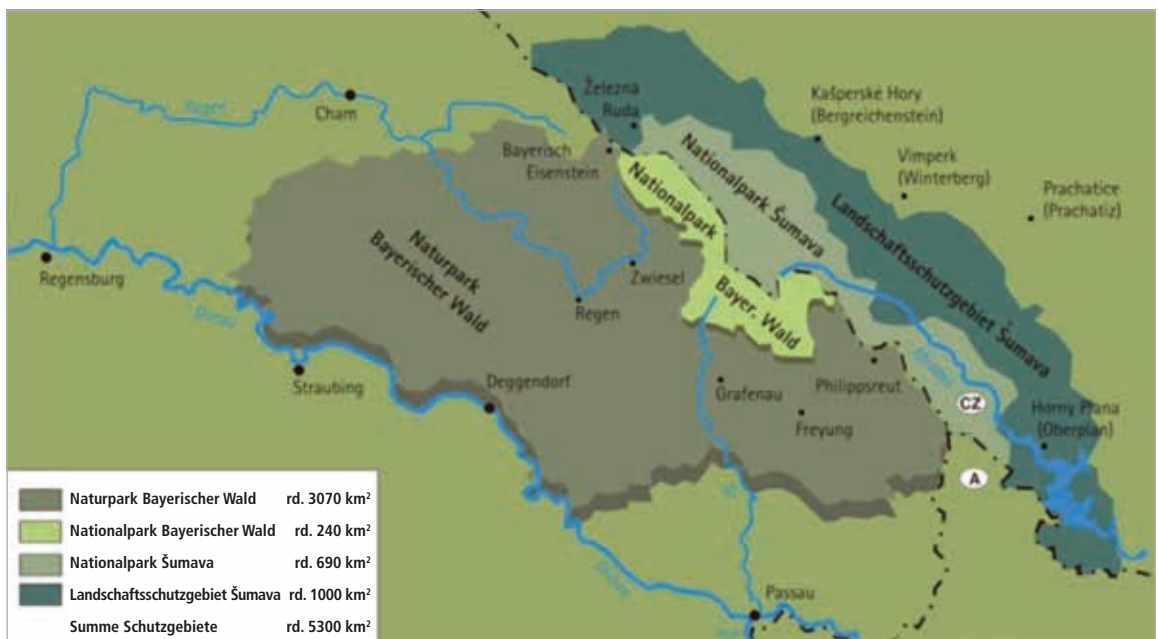 Železna
Ruda
Kašperské Hory
(Bergreichenstein)
Regen
Cham
Bayerisch
Eisenstein
Vimperk
(Winterberg)
Prachatice
(Prachatiz)
Nationalpark Šumava
Landschaftsschutzgebiet Šumava
Nationalpark
Bayer. Wald
Naturpark
Bayerischer Wald
Regensburg
Zwiesel
Regen
Donau
Straubing
Deggendorf
Grafenau
Philippsreut
Freyung
CZ
Horny Plana
(Oberplan)
A
Naturpark Bayerischer Wald rd. 3070 km²
Nationalpark Bayerischer Wald rd. 240 km²
Nationalpark Šumava rd. 690 km²
Landschaftsschutzgebiet Šumava rd. 1000 km²
Summe Schutzgebiete rd. 5300 km²
Donau
Passau